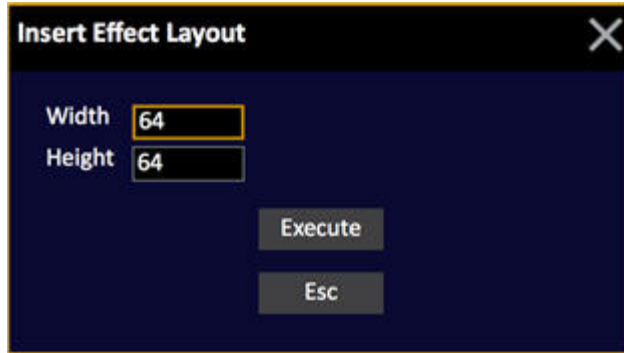 Insert Effect Layout
Width 64
Height 64
Execute
Esc